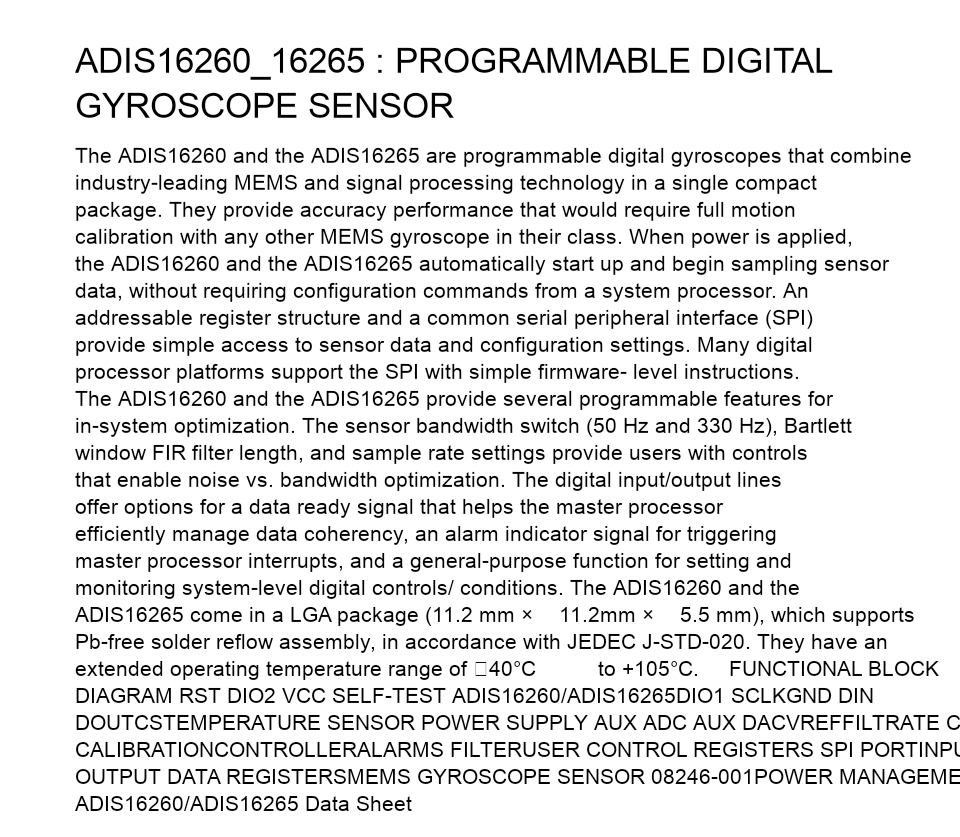 ADIS16260_16265 : PROGRAMMABLE DIGITAL
GYROSCOPE SENSOR
The ADIS16260 and the ADIS16265 are programmable digital gyroscopes that combine
industry-leading MEMS and signal processing technology in a single compact
package. They provide accuracy performance that would require full motion
calibration with any other MEMS gyroscope in their class. When power is applied,
the ADIS16260 and the ADIS16265 automatically start up and begin sampling sensor
data, without requiring configuration commands from a system processor. An
addressable register structure and a common serial peripheral interface (SPI)
provide simple access to sensor data and configuration settings. Many digital
processor platforms support the SPI with simple firmware- level instructions.
The ADIS16260 and the ADIS16265 provide several programmable features for
in-system optimization. The sensor bandwidth switch (50 Hz and 330 Hz), Bartlett
window FIR filter length, and sample rate settings provide users with controls
that enable noise vs. bandwidth optimization. The digital input/output lines
offer options for a data ready signal that helps the master processor
efficiently manage data coherency, an alarm indicator signal for triggering
master processor interrupts, and a general-purpose function for setting and
monitoring system-level digital controls/ conditions. The ADIS16260 and the
ADIS16265 come in a LGA package (11.2 mm × 11.2mm × 5.5 mm), which supports
Pb-free solder reflow assembly, in accordance with JEDEC J-STD-020. They have an
extended operating temperature range of □40°C to +105°C. FUNCTIONAL BLOCK
DIAGRAM RST DIO2 VCC SELF-TEST ADIS16260/ADIS16265DIO1 SCLKGND DIN
DOUTCSTEMPERATURE SENSOR POWER SUPPLY AUX ADC AUX DACVREFFILTRATE C
CALIBRATIONCONTROLLERALARMS FILTERUSER CONTROL REGISTERS SPI PORTINPU
OUTPUT DATA REGISTERSMEMS GYROSCOPE SENSOR 08246-001POWER MANAGEME
ADIS16260/ADIS16265 Data Sheet